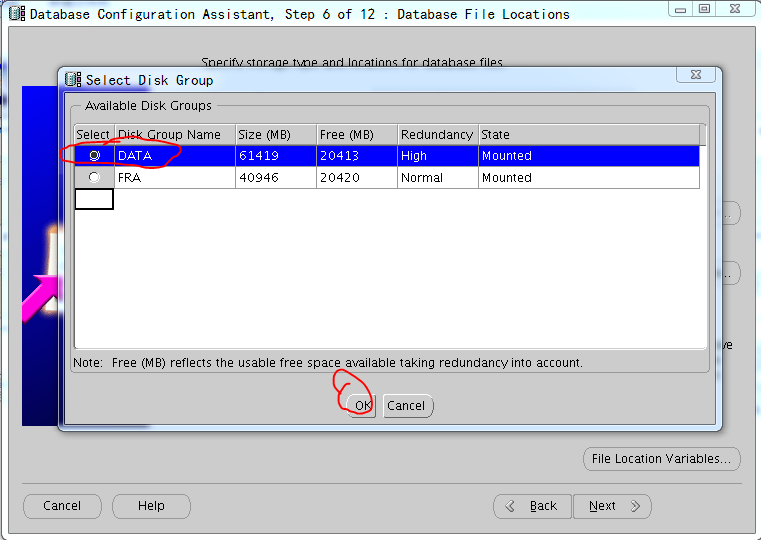 Database Configuration Assistant, Step 6 of 12 : Database File Locations
Specify storage type and locations for database files.
Select Disk Group
Available Disk Groups
Select Disk Group Name Size (MB) Free (MB) Redundancy State
DATA 61419 20413 High Mounted
FRA 40946 20420 Normal Mounted
Note: Free (MB) reflects the usable free space available taking redundancy into account.
OK Cancel
File Location Variables...
Cancel Help Back Next